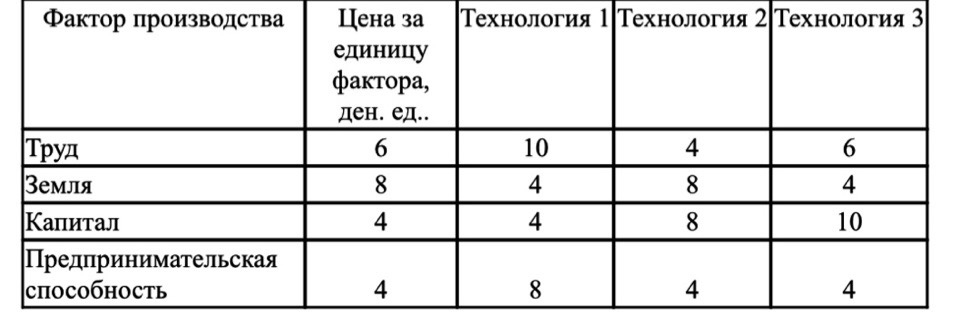 Фактор производства Цена за единицу фактора, ден. ед.. Технология 1 Технология 2 Технология 3
Труд 6 10 4 6
Земля 8 4 8 4
Капитал 4 4 8 10
Предпринимательская способность 4 8 4 4